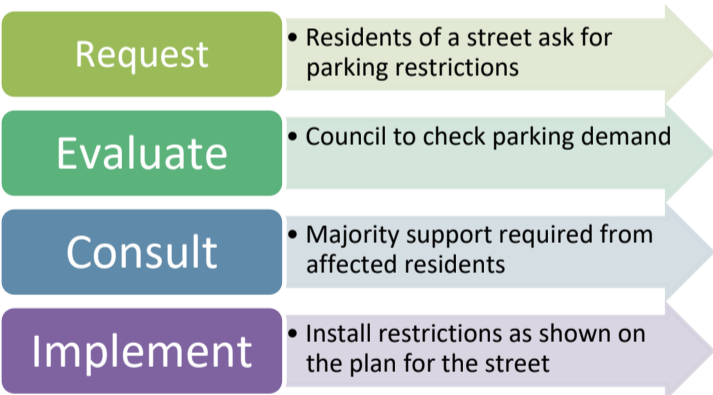 Request
• Residents of a street ask for
parking restrictions
Evaluate
• Council to check parking demand
Consult
• Majority support required from
affected residents
Implement
• Install restrictions as shown on
the plan for the street